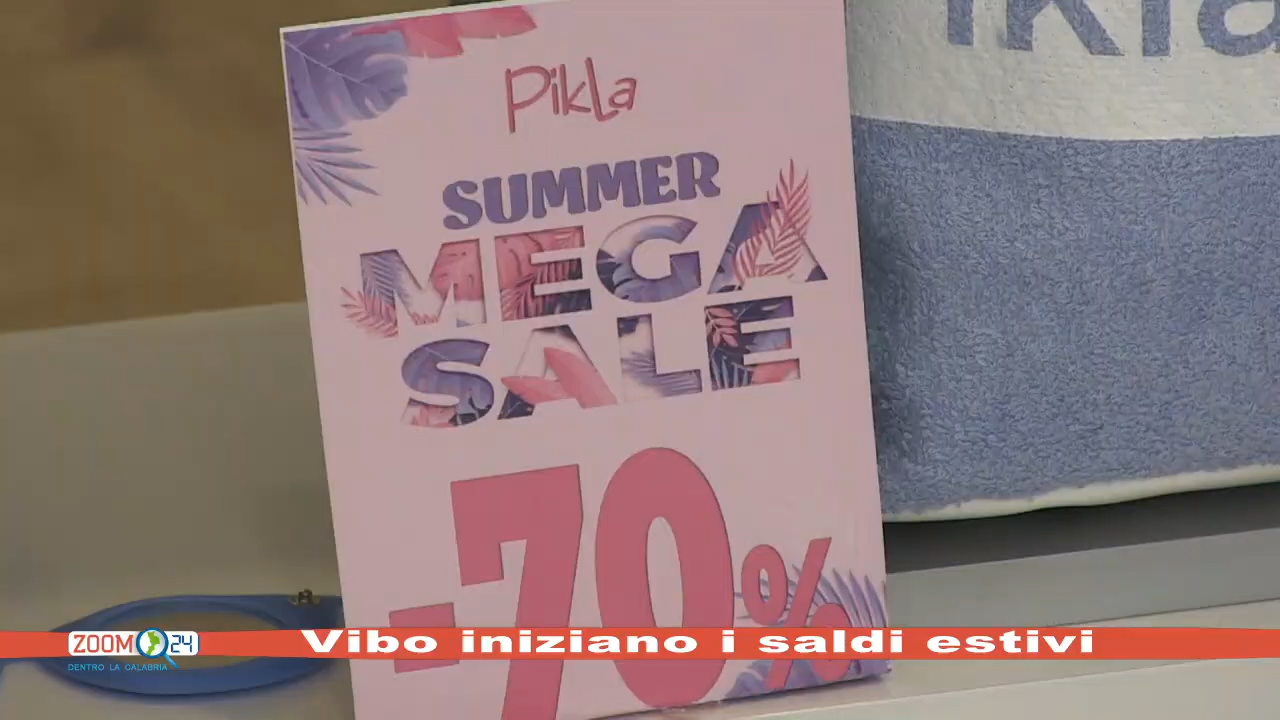 Pikla
SUMMER
MEGA
SALE
-70%
ZOOM 24
DENTRO LA CALABRIA
Vibo iniziano i saldi estivi